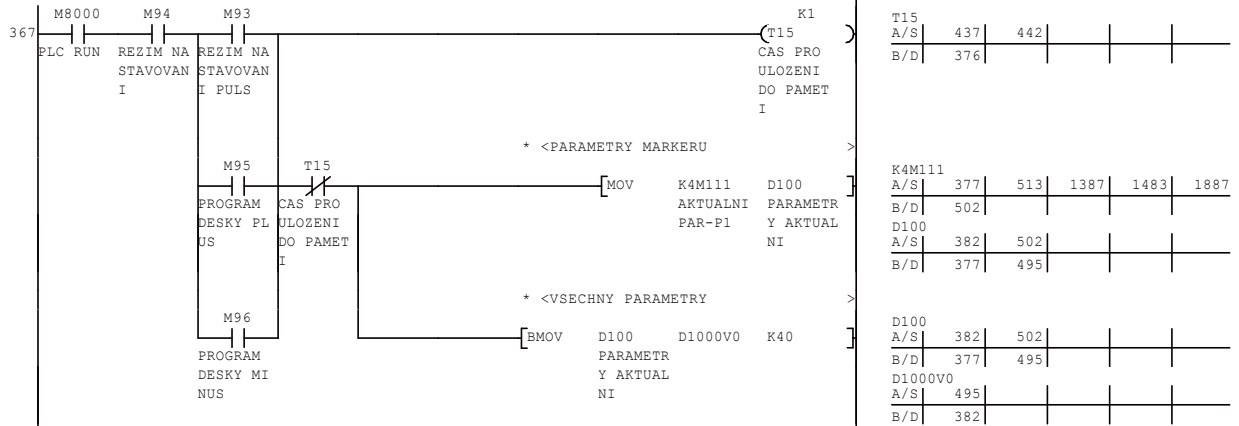 M8000 M94 M93 K1
367 T15
PLC RUN REZIM NA REZIM NA CAS PRO
STAVOVAN STAVOVAN ULOZENI
I I PULS DO PAMET
I
* <PARAMETRY MARKERU >
M95 T15
MOV K4M111 D100
PROGRAM CAS PRO AKTUALNI PARAMETR
DESKY PL ULOZENI PAR-P1 Y AKTUAL
US DO PAMET NI
I
* <VSECHNY PARAMETRY >
M96
BMOV D100 D1000V0 K40
PROGRAM PARAMETR
DESKY MI Y AKTUAL
NUS NI
T15
A/S 437 442
B/D 376
K4M111
A/S 377 513 1387 1483 1887
B/D 502
D100
A/S 382 502
B/D 377 495
D100
A/S 382 502
B/D 377 495
D1000V0
A/S 495
B/D 382